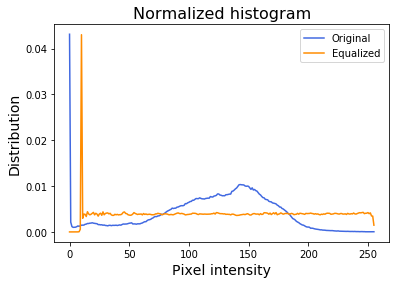 Normalized histogram
Original
Equalized
Distribution
0.04
0.03
0.02
0.01
0.00
0
50
100
150
200
250
Pixel intensity